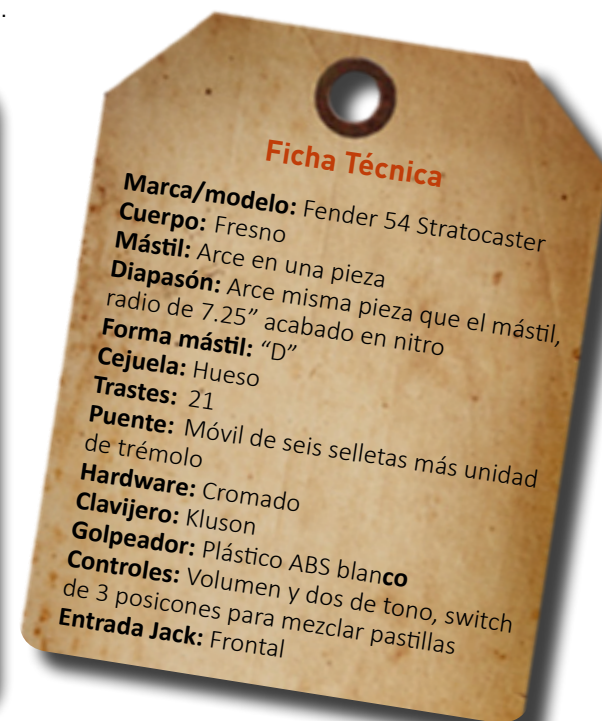 .
Ficha Técnica
Marca/modelo: Fender 54 Stratocaster
Cuerpo: Fresno
Mástil: Arce en una pieza
Diapasón: Arce misma pieza que el mástil,
radio de 7.25” acabado en nitro
Forma mástil: “D”
Cejuela: Hueso
Trastes: 21
Puente: Móvil de seis selletas más unidad
de trémolo
Hardware: Cromado
Clavijero: Kluson
Golpeador: Plástico ABS blanco
Controles: Volumen y dos de tono, switch
de 3 posicones para mezclar pastillas
Entrada Jack: Frontal